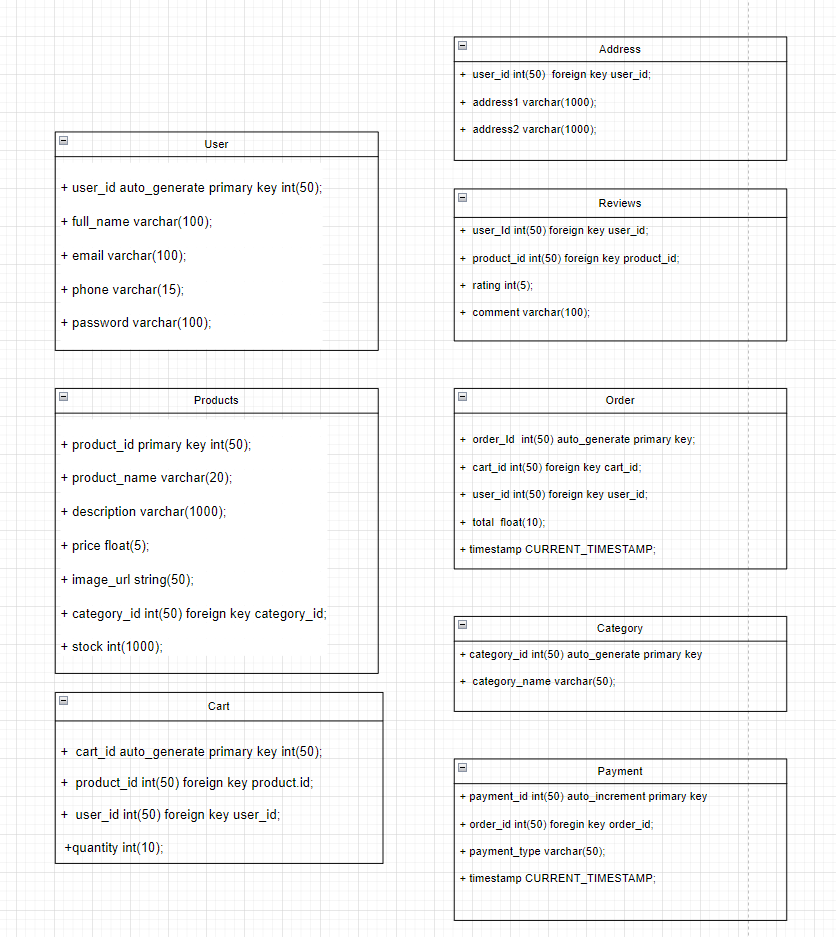 User
+ user_id auto_generate primary key int(50);
+ full_name varchar(100);
+ email varchar(100);
+ phone varchar(15);
+ password varchar(100);
Products
+ product_id primary key int(50);
+ product_name varchar(20);
+ description varchar(1000);
+ price float(5);
+ image_url string(50);
+ category_id int(50) foreign key category_id;
+ stock int(1000);
Cart
+ cart_id auto_generate primary key int(50);
+ product_id int(50) foreign key product.id;
+ user_id int(50) foreign key user_id;
+quantity int(10);
Address
+ user_id int(50) foreign key user_id;
+ address1 varchar(1000);
+ address2 varchar(1000);
Reviews
+ user_Id int(50) foreign key user_id;
+ product_id int(50) foreign key product_id;
+ rating int(5);
+ comment varchar(100);
Order
+ order_Id int(50) auto_generate primary key;
+ cart_id int(50) foreign key cart_id;
+ user_id int(50) foreign key user_id;
+ total float(10);
+ timestamp CURRENT_TIMESTAMP;
Category
+ category_id int(50) auto_generate primary key
+ category_name varchar(50);
Payment
+ payment_id int(50) auto_increment primary key
+ order_id int(50) foregin key order_id;
+ payment_type varchar(50);
+ timestamp CURRENT_TIMESTAMP;